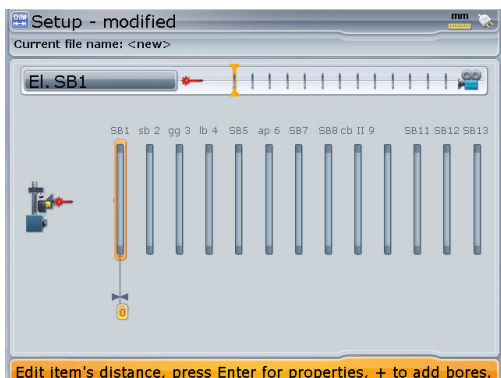 Setup - modified
mm
Current file name: <new>
El. SB1
SB1 sb 2 gg 3 lb 4 SB5 ap 6 SB7 SB8 cb II 9 SB11 SB12 SB13
0
Edit item's distance, press Enter for properties, + to add bores.